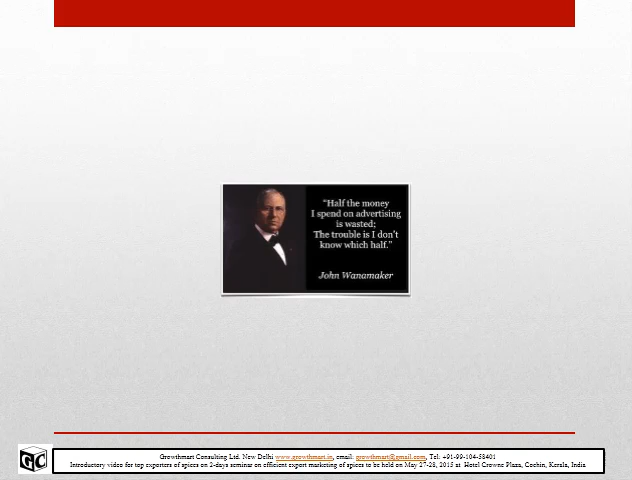 “Half the money
I spend on advertising
is wasted;
The trouble is I don’t
know which half.”
John Wanamaker
GC
Growthmart Consulting Ltd. New Delhi www.growthmart.in, email: growthmart@gmail.com, Tel: +91-99-104-58401
Introductory video for top exporters of spices on 2-days seminar on efficient export marketing of spices to be held on May 27-28, 2015 at Hotel Crowne Plaza, Cochin, Kerala, India